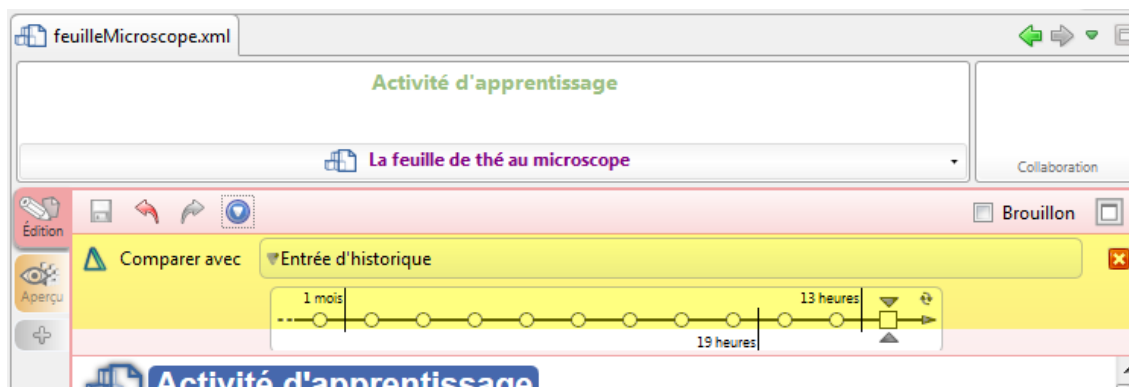 feuilleMicroscope.xml
Activité d'apprentissage
La feuille de thé au microscope
Collaboration
Édition
Brouillon
Comparer avec
Entrée d'historique
Aperçu
1 mois
13 heures
19 heures
Activité d'apprentissage